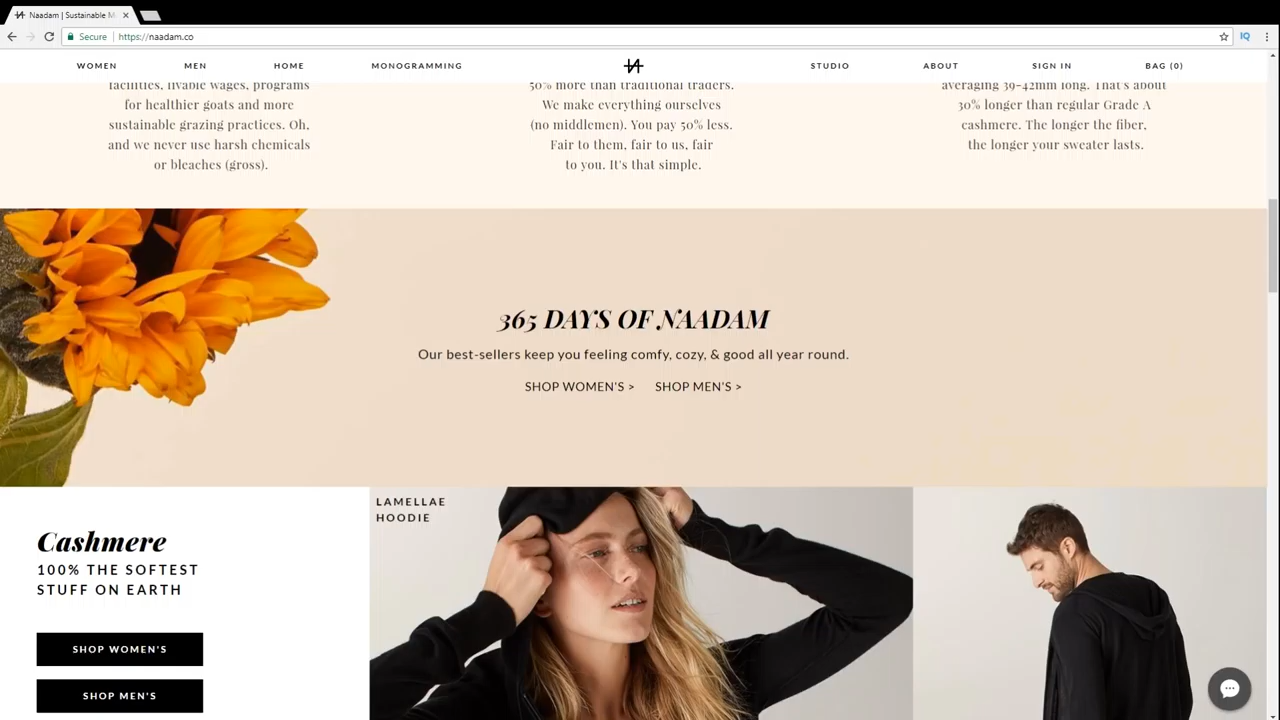 Naadam | Sustainable M
Secure
https://naadam.co
IQ
WOMEN
MEN
HOME
MONOGRAMMING
STUDIO
ABOUT
SIGN IN
BAG (0)
facilities, livable wages, programs
for healthier goats and more
sustainable grazing practices. Oh,
and we never use harsh chemicals
or bleaches (gross).
50% more than traditional traders.
We make everything ourselves
(no middlemen). You pay 50% less.
Fair to them, fair to us, fair
to you. It's that simple.
averaging 39-42mm long. That's about
30% longer than regular Grade A
cashmere. The longer the fiber,
the longer your sweater lasts.
365 DAYS OF NAADAM
Our best-sellers keep you feeling comfy, cozy, & good all year round.
SHOP WOMEN'S >
SHOP MEN'S >
Cashmere
100% THE SOFTEST
STUFF ON EARTH
SHOP WOMEN'S
SHOP MEN'S
LAMELLAE
HOODIE